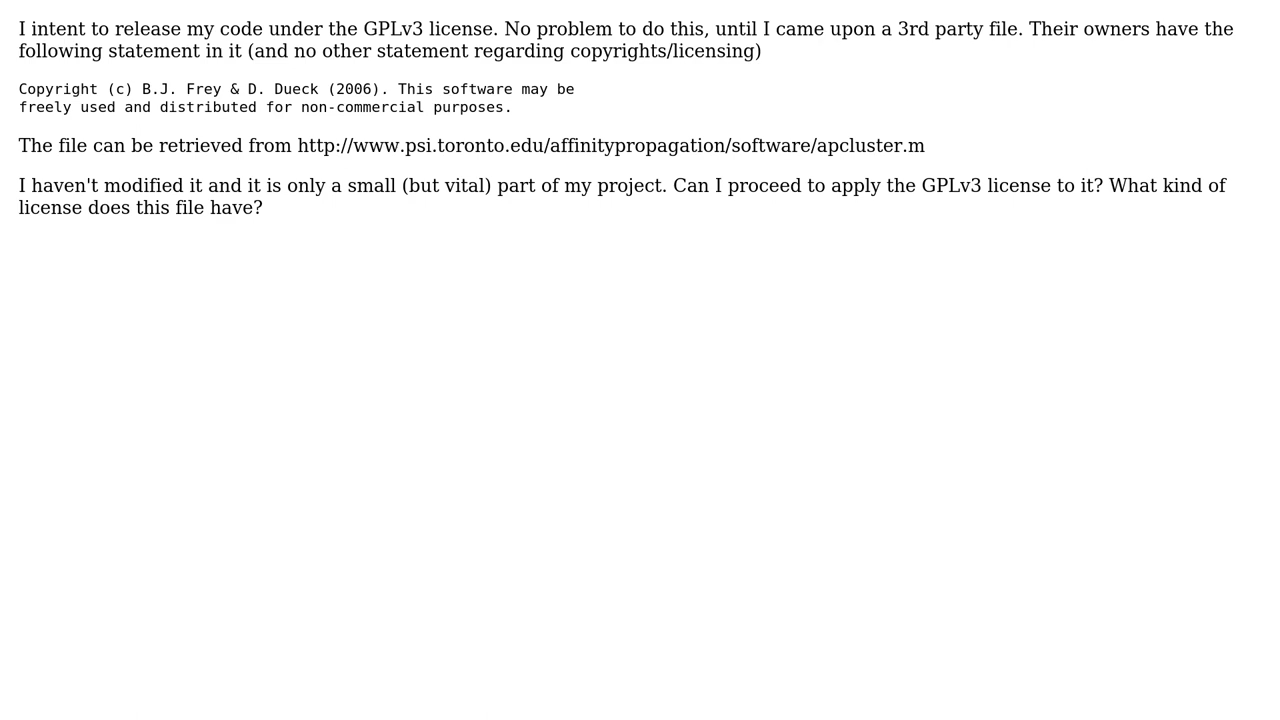 I intent to release my code under the GPLv3 license. No problem to do this, until I came upon a 3rd party file. Their owners have the
following statement in it (and no other statement regarding copyrights/licensing)
Copyright (c) B.J. Frey & D. Dueck (2006). This software may be
freely used and distributed for non-commercial purposes.
The file can be retrieved from http://www.psi.toronto.edu/affinitypropagation/software/apcluster.m
I haven't modified it and it is only a small (but vital) part of my project. Can I proceed to apply the GPLv3 license to it? What kind of
license does this file have?